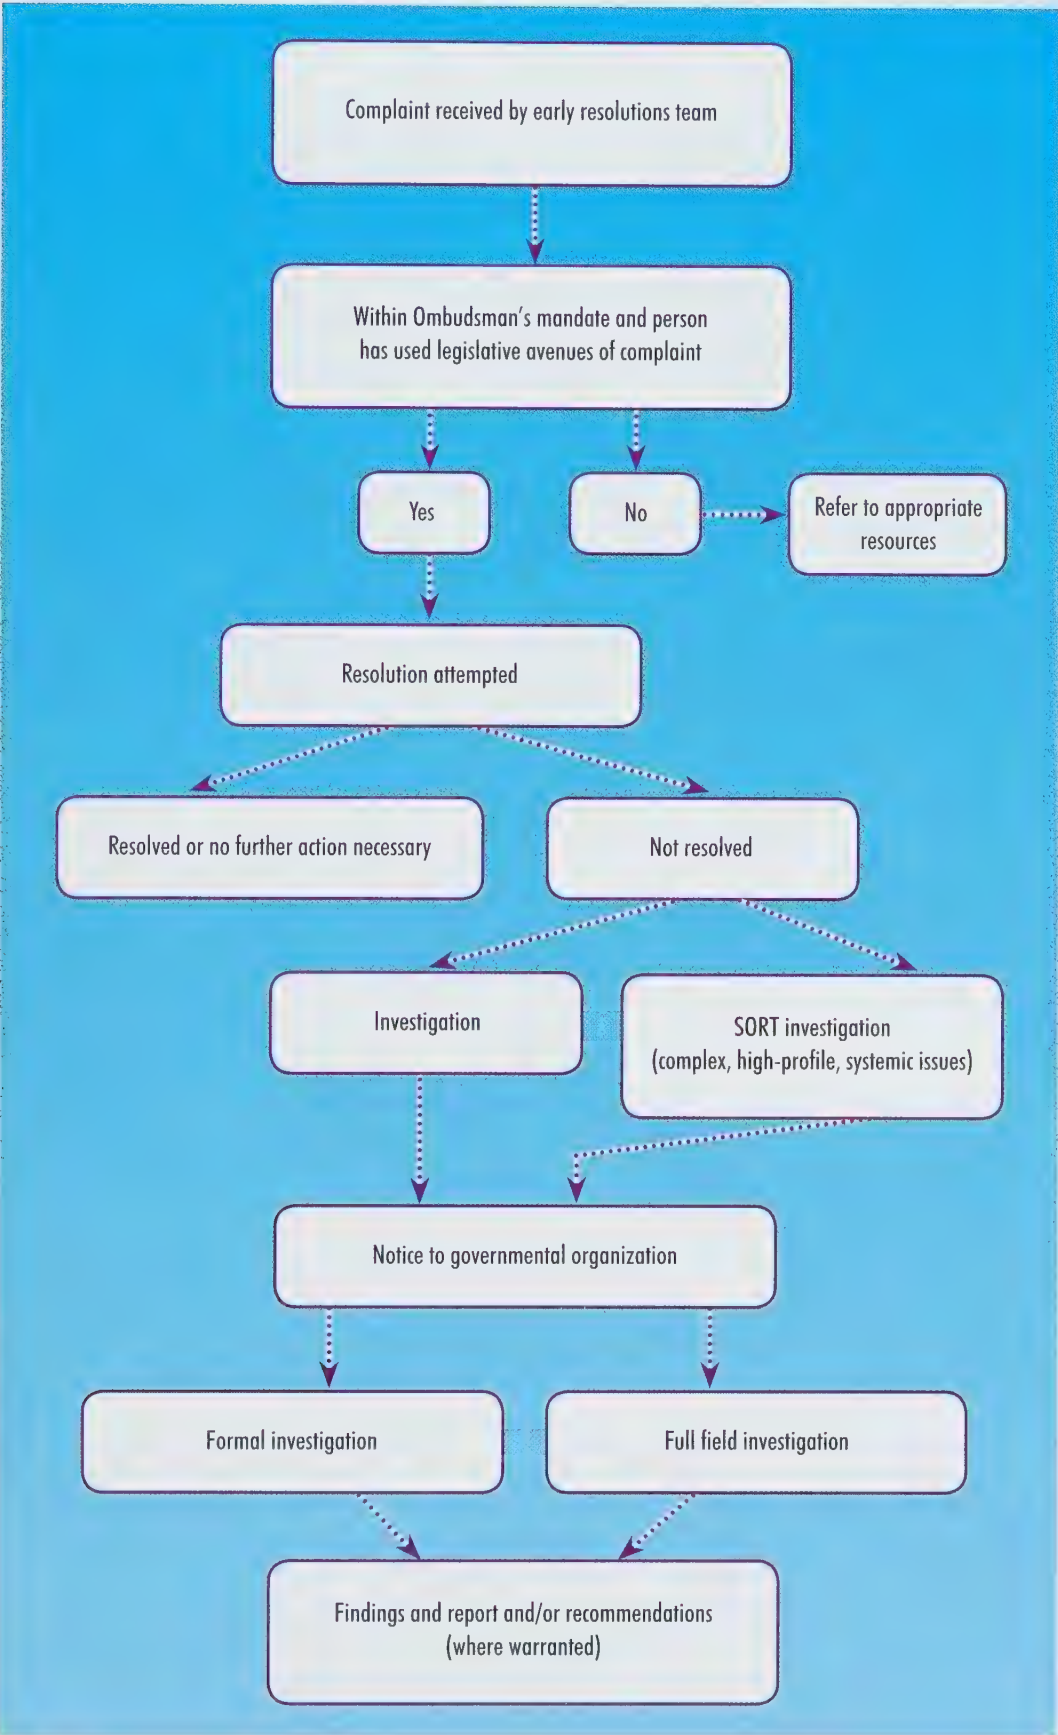 Complaint received by early resolutions team
Within Ombudsman's mandate and person
has used legislative avenues of complaint
Yes
No
Refer to appropriate
resources
Resolution attempted
Resolved or no further action necessary
Not resolved
Investigation
SORT investigation
(complex, high-profile, systemic issues)
Notice to governmental organization
Formal investigation
Full field investigation
Findings and report and/or recommendations
(where warranted)